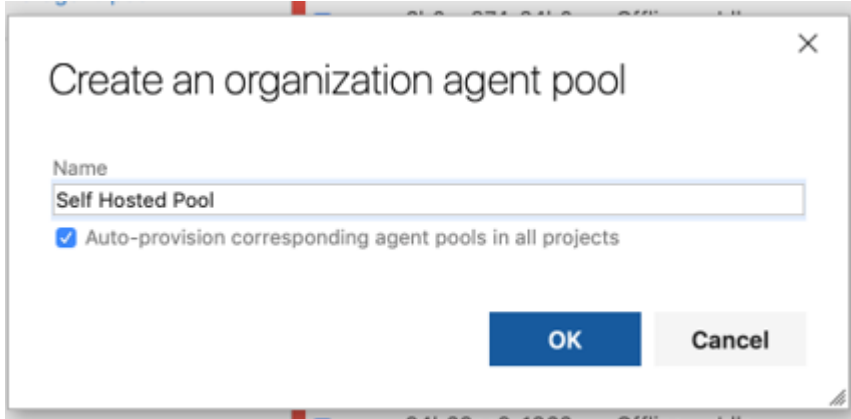 Create an organization agent pool
Name
Self Hosted Pool
Auto-provision corresponding agent pools in all projects
OK
Cancel